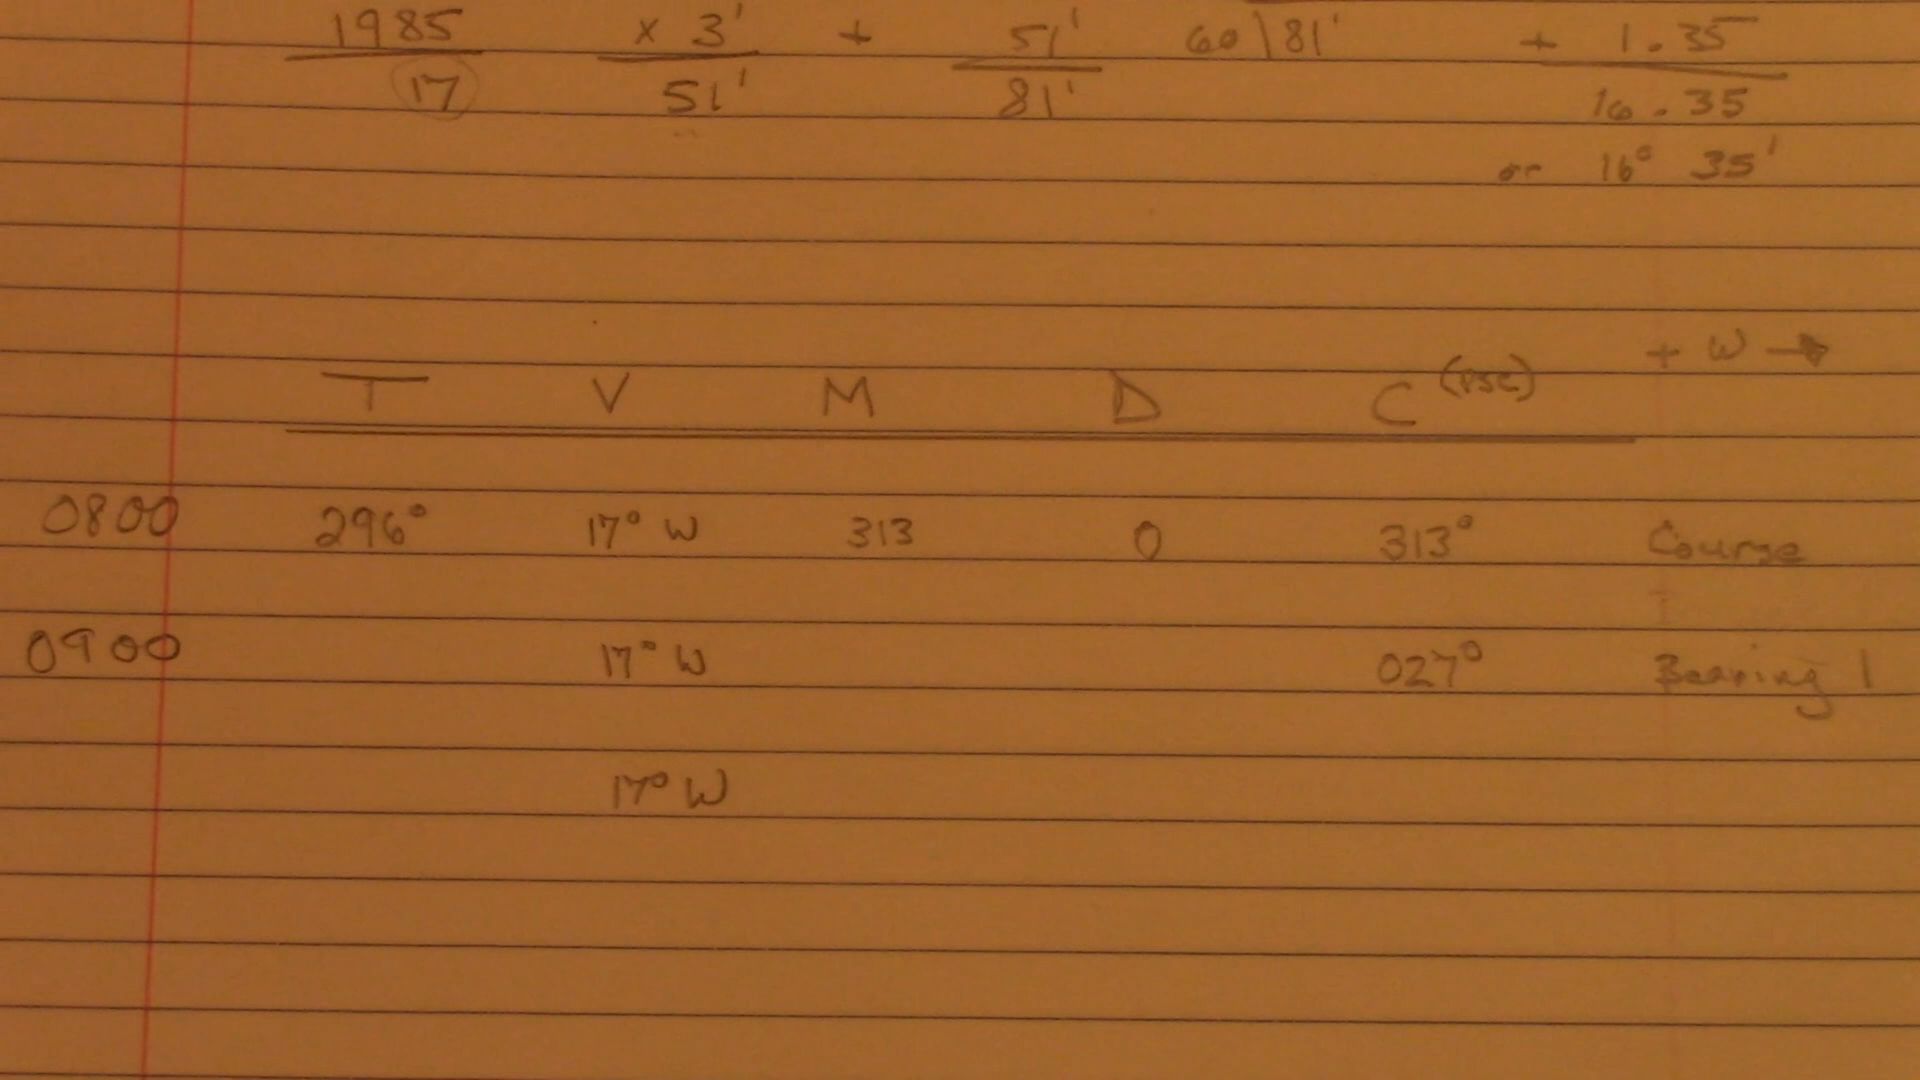 1985 x 3' + 51' 60\81' + 1.35
17 51' 81' 16.35
or 16° 35'
+ W →
T V M D C (PSC)
0800 296° 17° W 313 0 313° Course
0900 17° W 027° Bearing 1
17° W